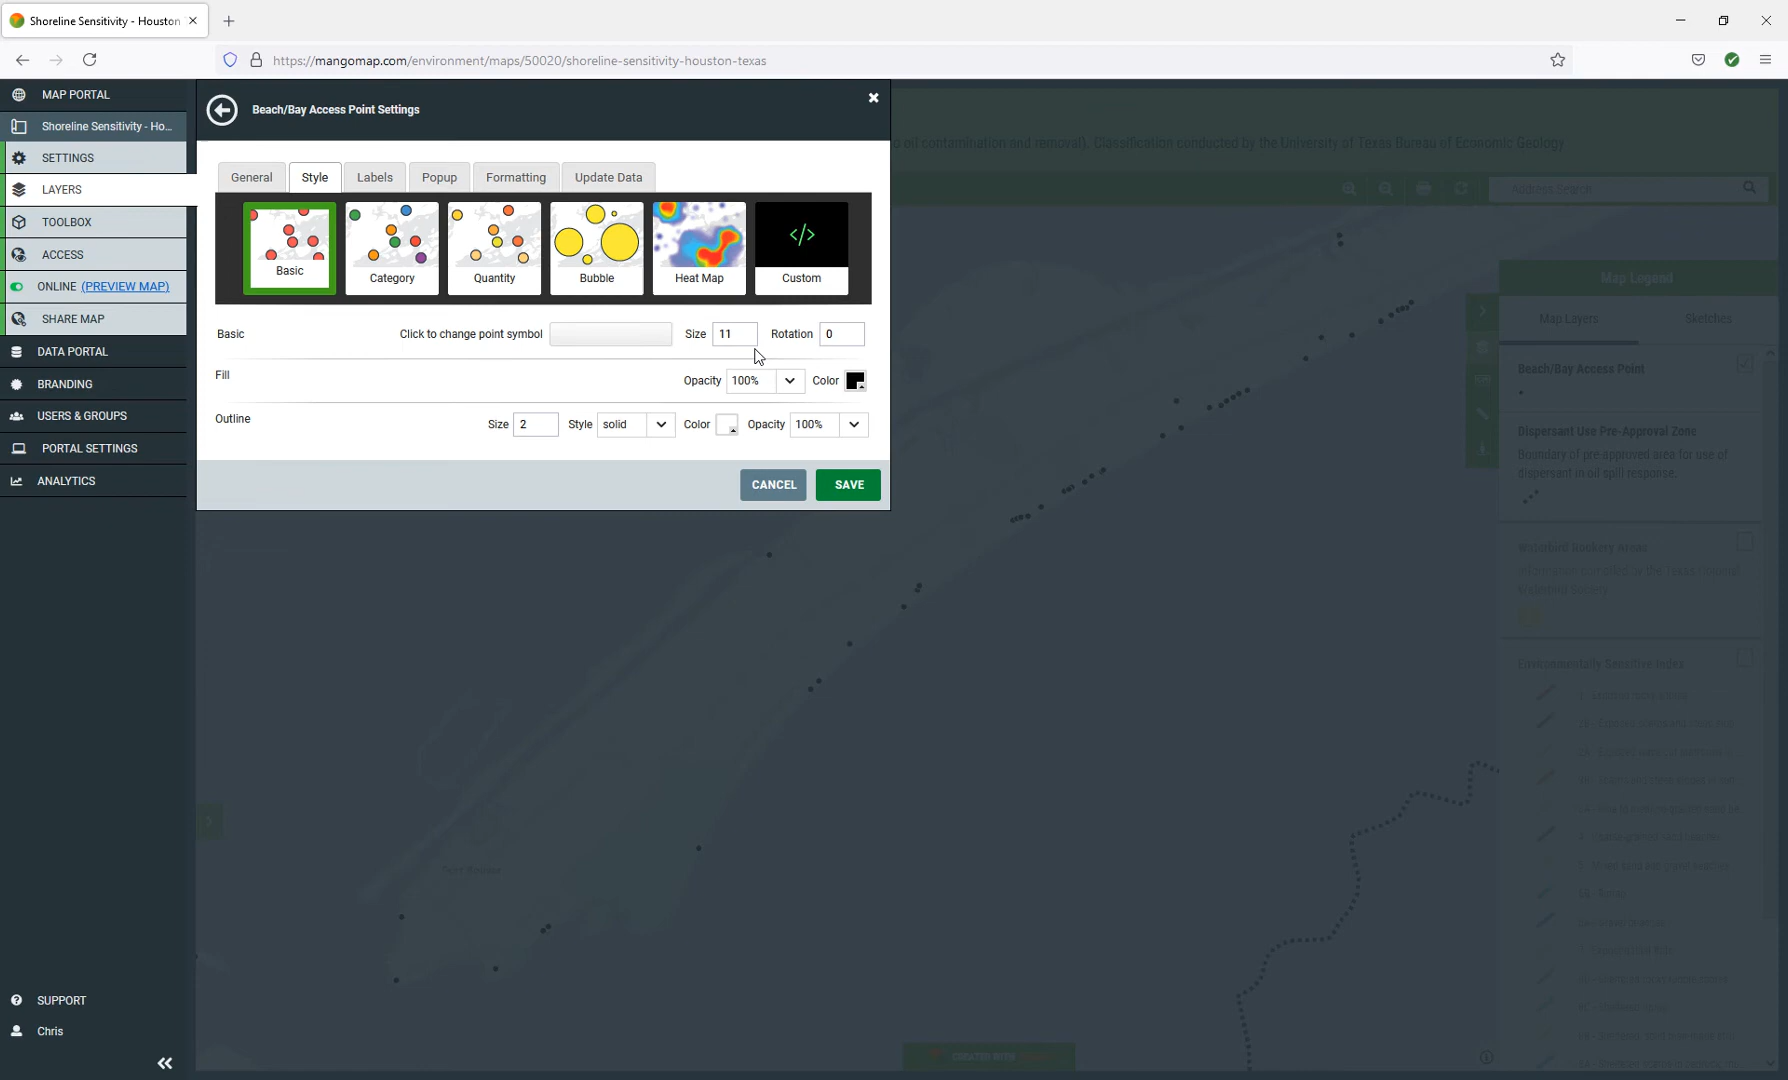 Shoreline Sensitivity - Houston
https://mangomap.com/environment/maps/50020/shoreline-sensitivity-houston-texas
MAP PORTAL
Shoreline Sensitivity - Ho...
SETTINGS
LAYERS
TOOLBOX
ACCESS
ONLINE (PREVIEW MAP)
SHARE MAP
DATA PORTAL
BRANDING
USERS & GROUPS
PORTAL SETTINGS
ANALYTICS
SUPPORT
Chris
Beach/Bay Access Point Settings
General Style Labels Popup Formatting Update Data
Basic Category Quantity Bubble Heat Map Custom
Basic Click to change point symbol Size 11 Rotation 0
Fill Opacity 100% Color
Outline Size 2 Style solid Color Opacity 100%
CANCEL SAVE
o oil contamination and removal). Classification conducted by the University of Texas Bureau of Economic Geology
Address Search
Map Legend
Map Layers Sketches
Beach/Bay Access Point
Dispersant Use Pre-Approval Zone
Boundary of pre-approved area for use of
dispersant in oil spill response.
Waterbird Rookery Areas
Environmentally Sensitive Index